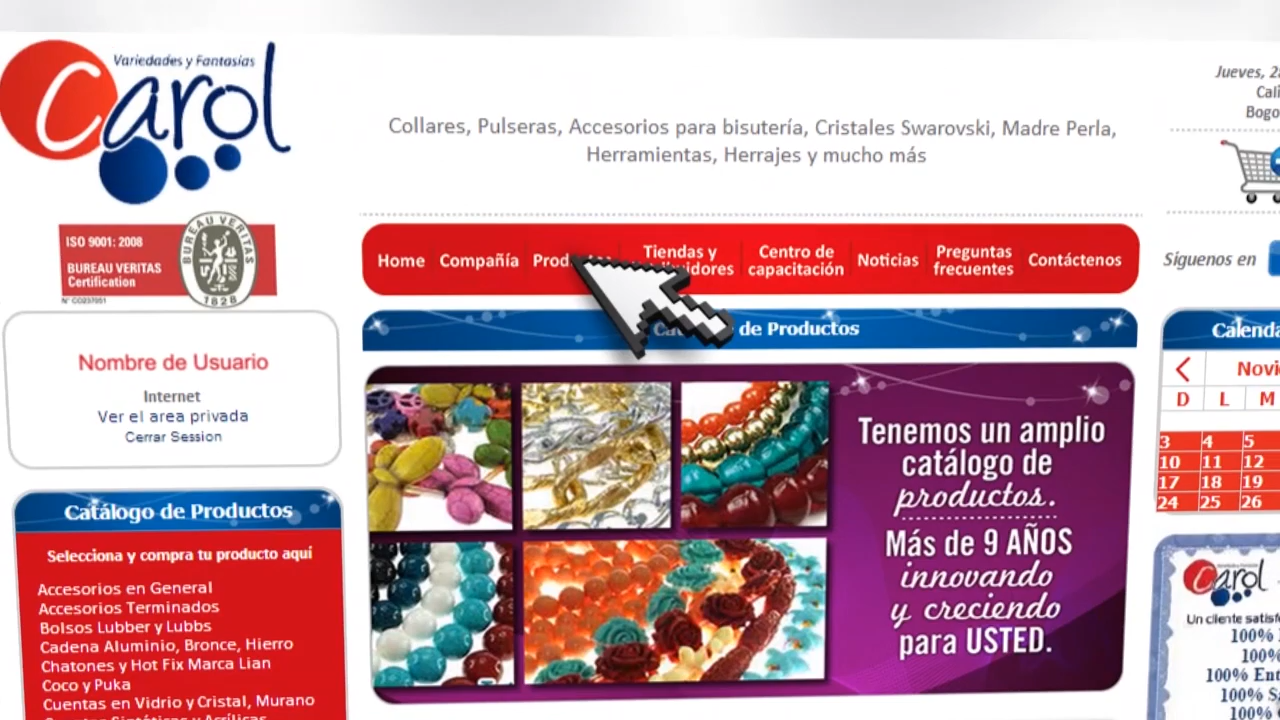 Variedades y Fantasías
Carol
Collares, Pulseras, Accesorios para bisutería, Cristales Swarovski, Madre Perla,
Herramientas, Herrajes y mucho más
Jueves,
Cali
ISO 9001: 2008
BUREAU VERITAS
Certification
BUREAU VERITAS
1828
Home
Compañía
Tiendas y
Centro de
capacitación
Noticias
Preguntas
frecuentes
Contáctenos
Síguenos en
de Productos
Nombre de Usuario
Internet
Ver el area privada
Cerrar Session
D L M
3 4 5
10 11 12
17 18 19
24 25 26
Tenemos un amplio
catálogo de
productos.
Más de 9 AÑOS
innovando
y creciendo
para USTED.
Catálogo de Productos
Selecciona y compra tu producto aquí
Accesorios en General
Accesorios Terminados
Bolsos Lubber y Lubbs
Cadena Aluminio, Bronce, Hierro
Chatones y Hot Fix Marca Lian
Coco y Puka
Cuentas en Vidrio y Cristal, Murano
Carol
Un cliente
100%
100%
100%
100%
100%